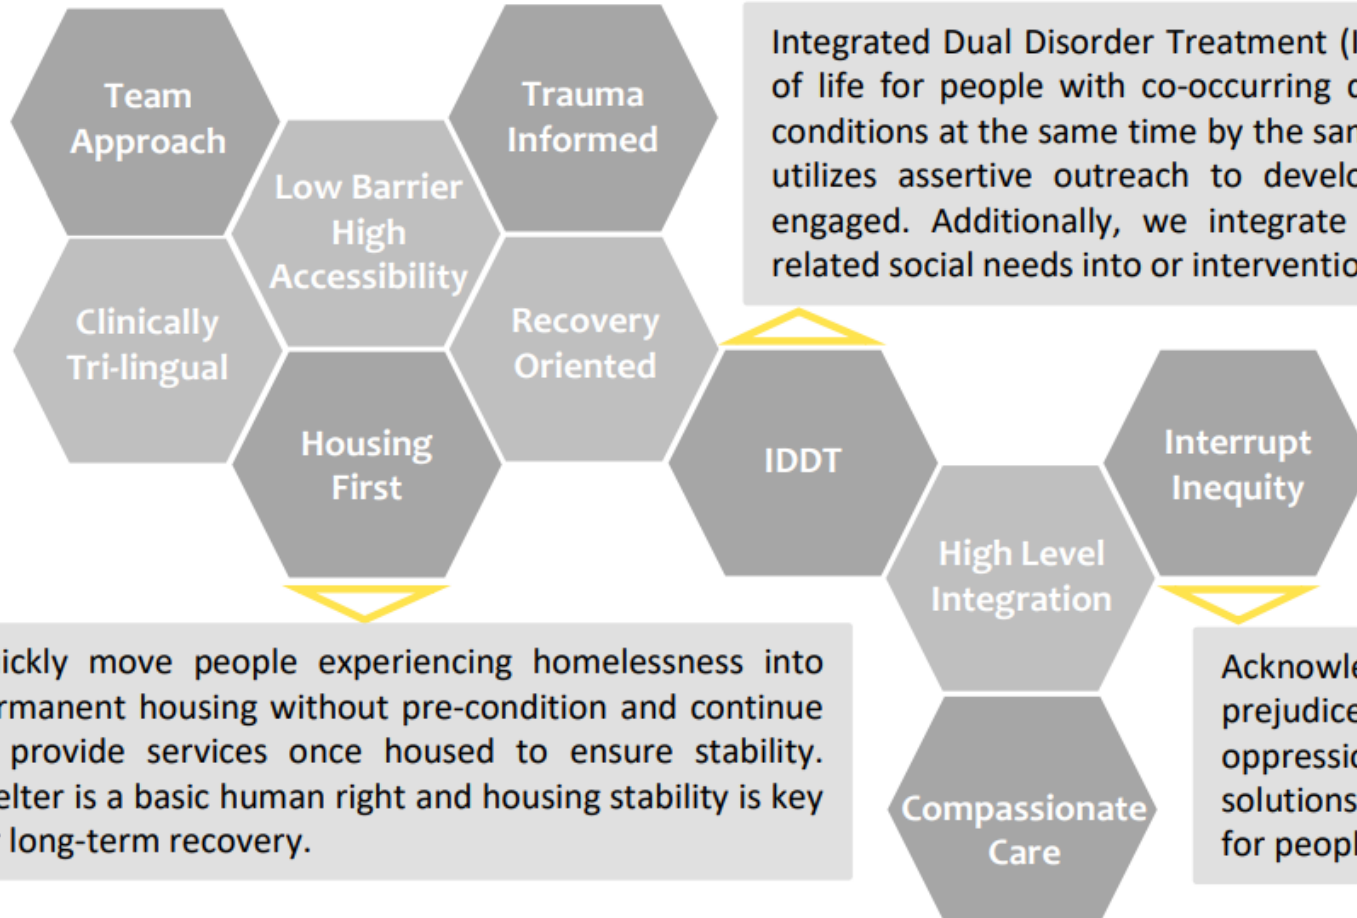 Team
Approach
Trauma
Informed
Low Barrier
High
Accessibility
Clinically
Tri-lingual
Recovery
Oriented
Housing
First
Integrated Dual Disorder Treatment
of life for people with co-occurring
conditions at the same time by the
utilizes assertive outreach to
engaged. Additionally, we integrate
related social needs into or
IDDT
Interrupt
Inequity
High Level
Integration
Compassionate
Care
move people experiencing homelessness into
housing without pre-condition and continue
provide services once housed to ensure stability.
is a basic human right and housing stability is key
long-term recovery.
for